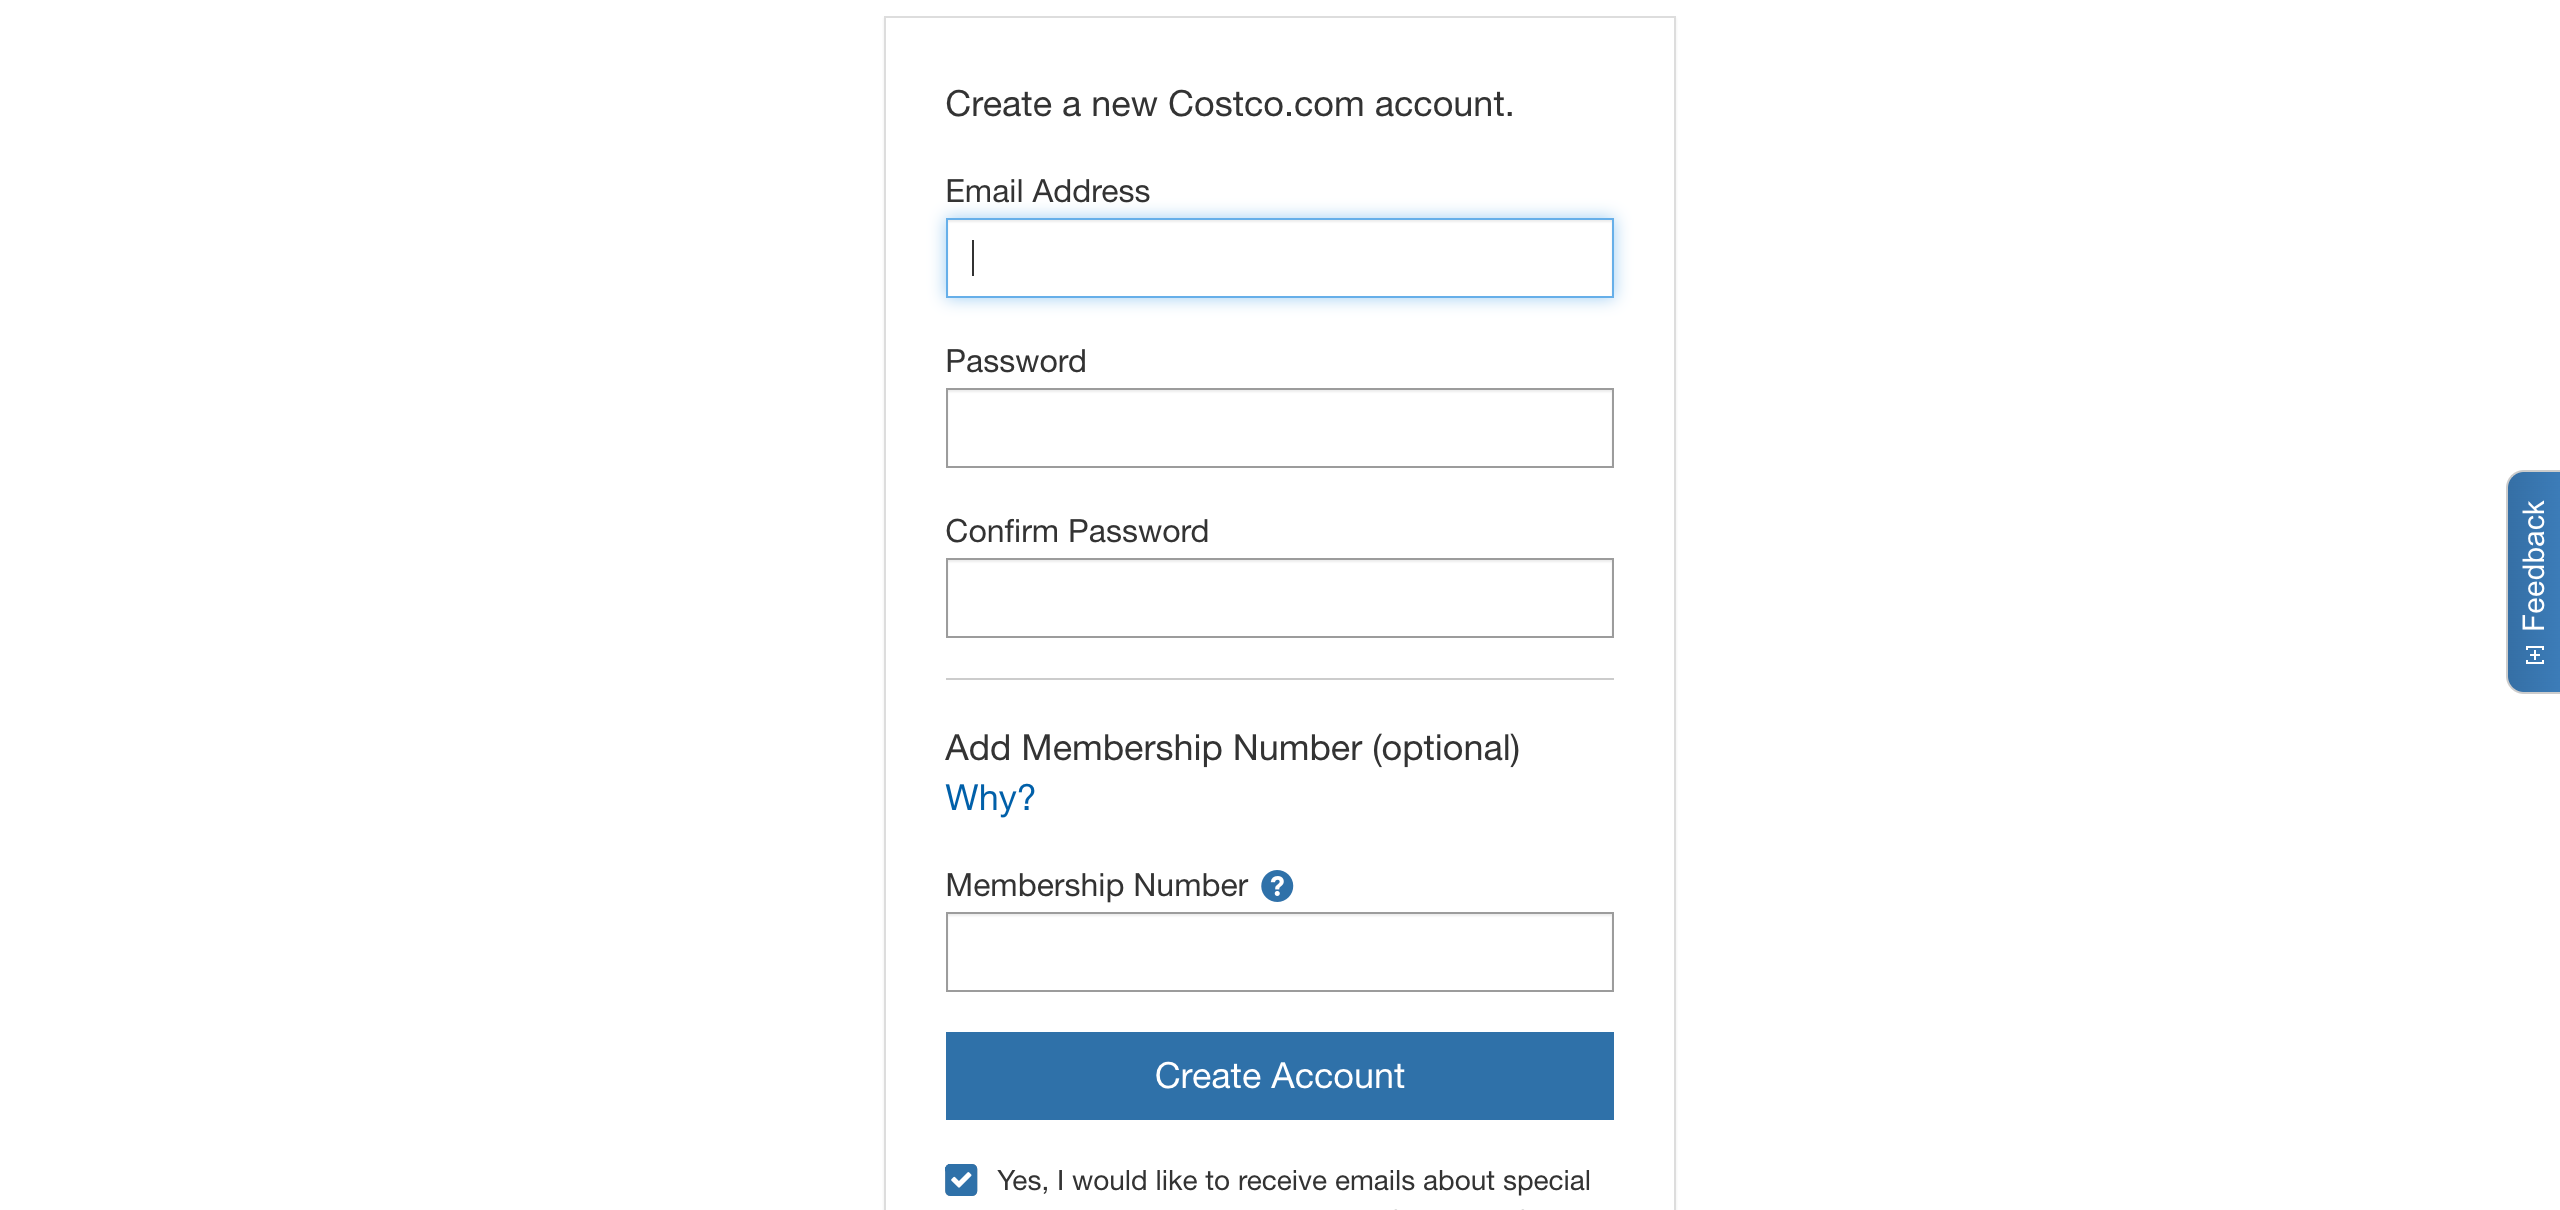 Create a new Costco.com account.
Email Address
Password
Confirm Password
Add Membership Number (optional)
Why?
Membership Number ?
Create Account
Yes, I would like to receive emails about special
[+] Feedback